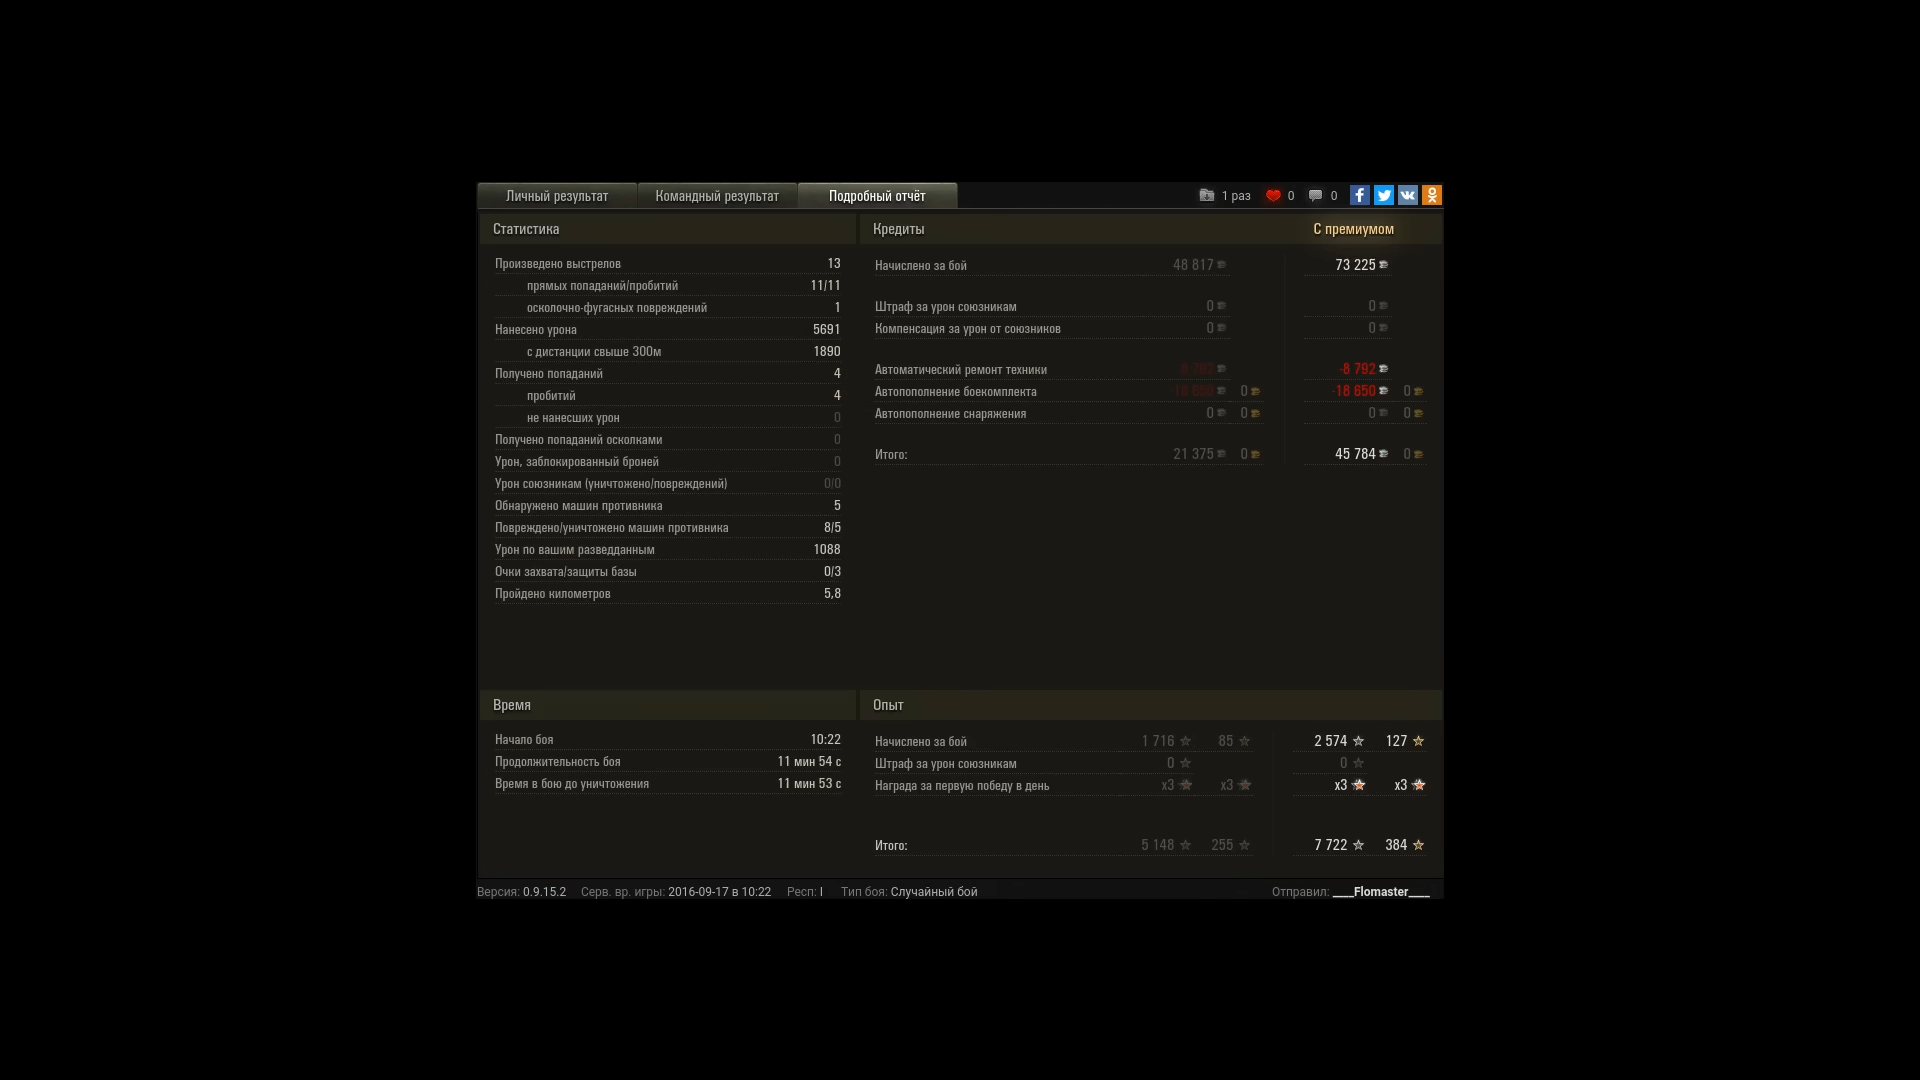 Личный результат Командный результат Подробный отчёт 1 раз 0 0
Статистика
Произведено выстрелов 13
прямых попаданий/пробитий 11/11
осколочно-фугасных повреждений 1
Нанесено урона 5691
с дистанции свыше 300м 1890
Получено попаданий 4
пробитий 4
не нанесших урон 0
Получено попаданий осколками 0
Урон, заблокированный броней 0
Урон союзникам (уничтожено/повреждений) 0/0
Обнаружено машин противника 5
Повреждено/уничтожено машин противника 8/5
Урон по вашим разведданным 1088
Очки захвата/защиты базы 0/3
Пройдено километров 5,8
Кредиты С премиумом
Начислено за бой 48 817 73 225
Штраф за урон союзникам 0 0
Компенсация за урон от союзников 0 0
Автоматический ремонт техники -8 792 -8 792
Автопополнение боекомплекта -18 650 0 -18 650 0
Автопополнение снаряжения 0 0 0 0
Итого: 21 375 0 45 784 0
Время
Начало боя 10:22
Продолжительность боя 11 мин 54 с
Время в бою до уничтожения 11 мин 53 с
Опыт
Начислено за бой 1 716 85 2 574 127
Штраф за урон союзникам 0 0
Награда за первую победу в день x3 x3 x3 x3
Итого: 5 148 255 7 722 384
Версия: 0.9.15.2 Серв. вр. игры: 2016-09-17 в 10:22 Респ: I Тип боя: Случайный бой Отправил: ___Flomaster___